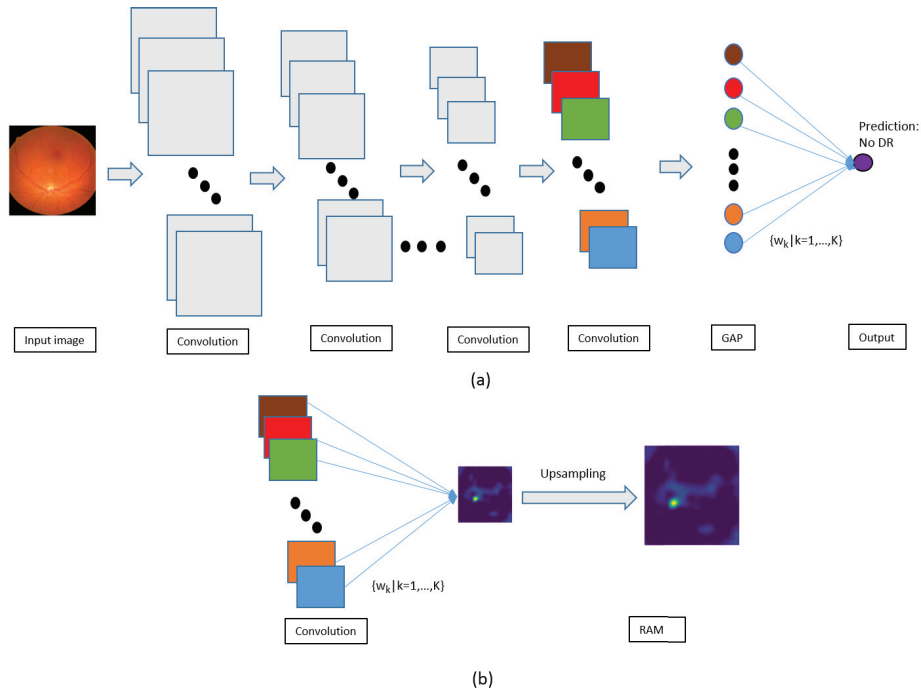 Prediction:
No DR
{wₖ|k=1,...,K}
Input image
Convolution
Convolution
Convolution
Convolution
GAP
Output
(a)
Upsampling
{wₖ|k=1,...,K}
Convolution
RAM
(b)